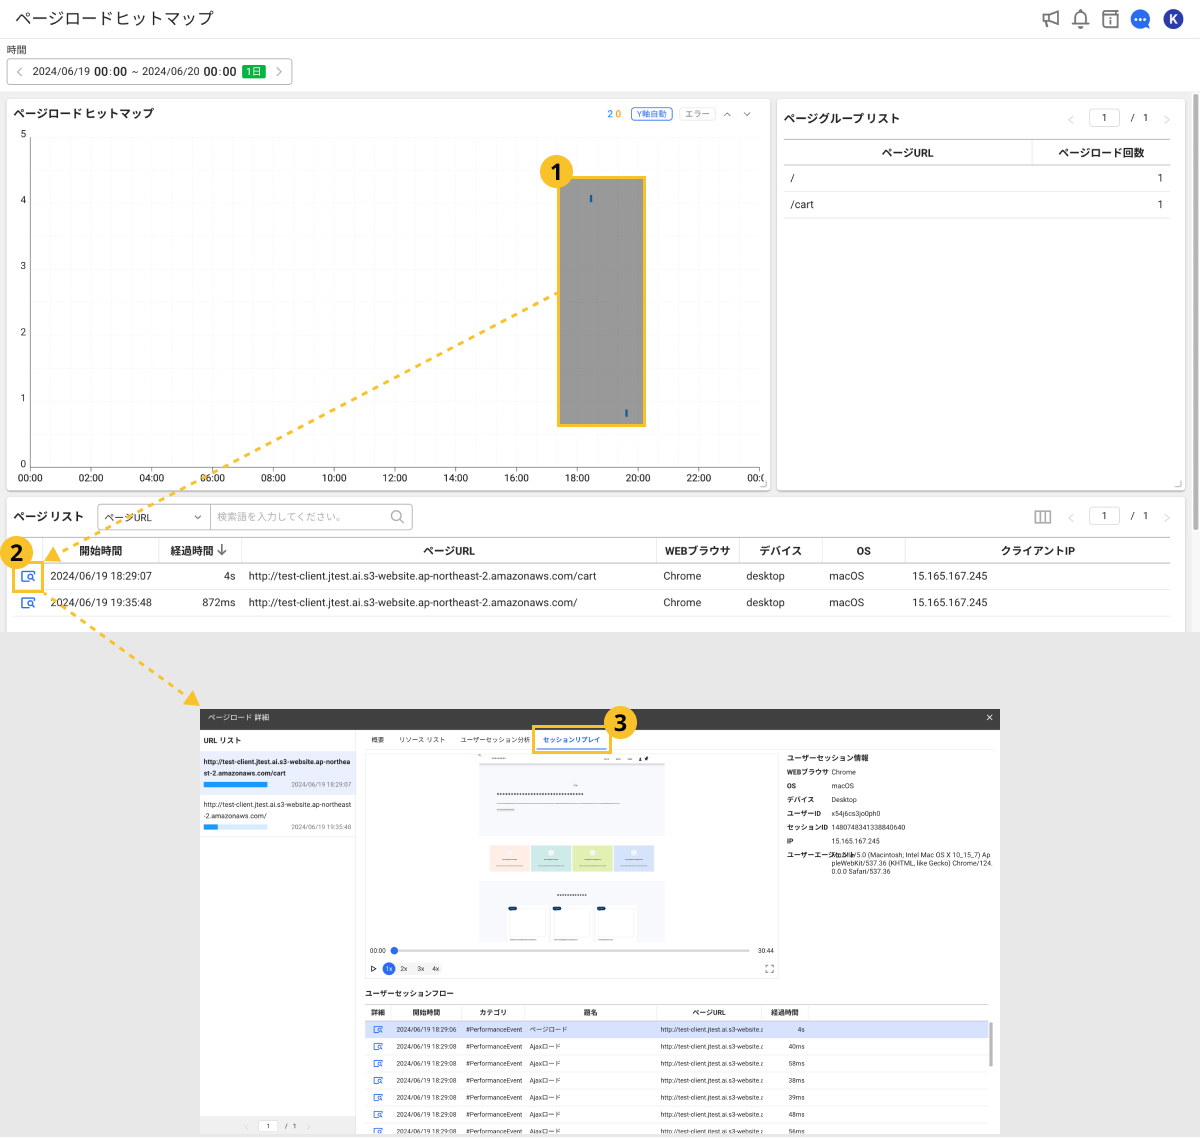 ページロードヒットマップ
K
時間
2024/06/19 00:00 ~ 2024/06/20 00:00 1日
ページロード ヒットマップ
2 0 Y軸自動 エラー
5
4
3
2
1
0
00:00 02:00 04:00 06:00 08:00 10:00 12:00 14:00 16:00 18:00 20:00 22:00 00:(
1
ページグループ リスト
1 / 1
ページURL ページロード回数
/ 1
/cart 1
ページ リスト ページURL 検索語を入力してください。
1 / 1
2
開始時間 経過時間 ページURL WEBブラウザ デバイス OS クライアントIP
2024/06/19 18:29:07 4s http://test-client.jtest.ai.s3-website.ap-northeast-2.amazonaws.com/cart Chrome desktop macOS 15.165.167.245
2024/06/19 19:35:48 872ms http://test-client.jtest.ai.s3-website.ap-northeast-2.amazonaws.com/ Chrome desktop macOS 15.165.167.245
3
ページロード 詳細
URL リスト
http://test-client.jtest.ai.s3-website.ap-northea
st-2.amazonaws.com/cart
2024/06/19 18:29:07
http://test-client.jtest.ai.s3-website.ap-northeast
-2.amazonaws.com/
2024/06/19 19:35:48
1 / 1
概要 リソース リスト ユーザーセッション分析 セッションリプレイ
00:00 30:44
1x 2x 3x 4x
ユーザーセッション情報
WEBブラウザ Chrome
OS macOS
デバイス Desktop
ユーザーID x54j6cs3jo0ph0
セッションID 1480748341338840640
IP 15.165.167.245
ユーザーエージェント Mozilla/5.0 (Macintosh; Intel Mac OS X 10_15_7) Ap
pleWebKit/537.36 (KHTML, like Gecko) Chrome/124.
0.0.0 Safari/537.36
ユーザーセッションフロー
詳細 開始時間 カテゴリ 題名 ページURL 経過時間
2024/06/19 18:29:06 #PerformanceEvent ページロード http://test-client.jtest.ai.s3-website.a 4s
2024/06/19 18:29:08 #PerformanceEvent Ajaxロード http://test-client.jtest.ai.s3-website.a 40ms
2024/06/19 18:29:08 #PerformanceEvent Ajaxロード http://test-client.jtest.ai.s3-website.a 58ms
2024/06/19 18:29:08 #PerformanceEvent Ajaxロード http://test-client.jtest.ai.s3-website.a 38ms
2024/06/19 18:29:08 #PerformanceEvent Ajaxロード http://test-client.jtest.ai.s3-website.a 39ms
2024/06/19 18:29:08 #PerformanceEvent Ajaxロード http://test-client.jtest.ai.s3-website.a 48ms
2024/06/19 18:29:08 #PerformanceEvent Ajaxロード http://test-client.jtest.ai.s3-website.a 56ms